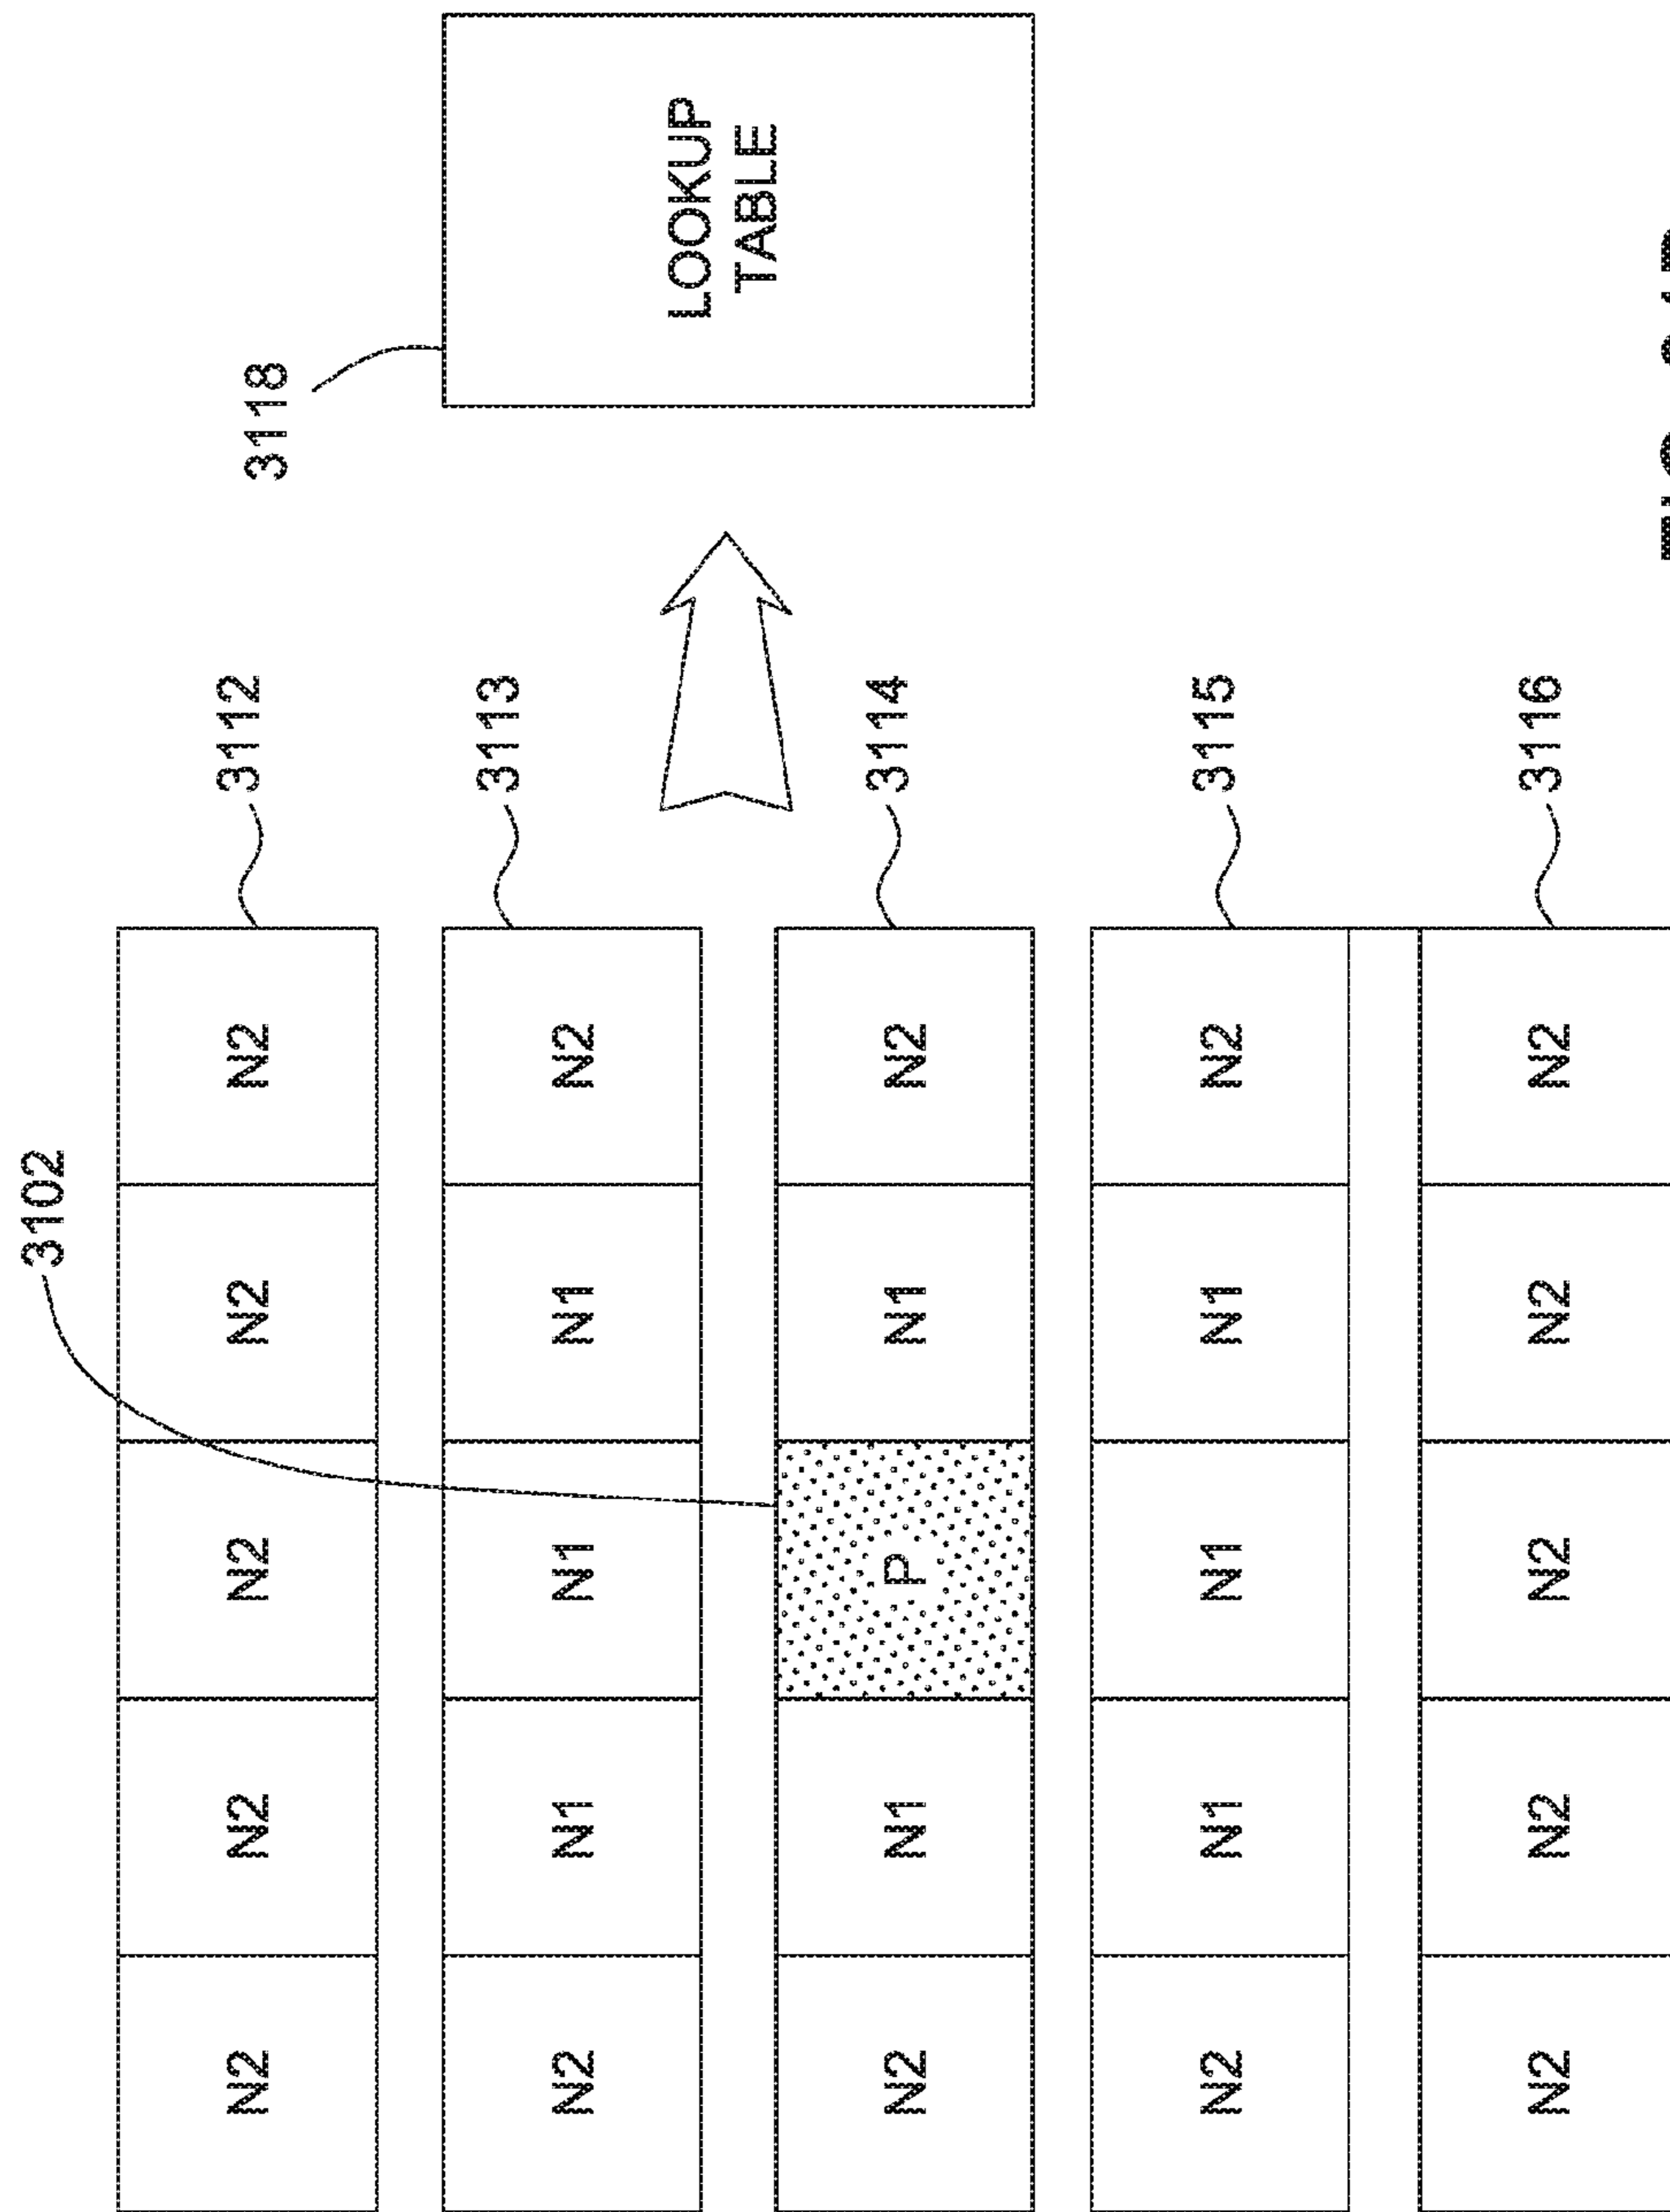 3102
N2 N2 N2 N2 N2 3112
3118
N2 N1 N1 N1 N2 3113
LOOKUP
TABLE
N2 N1 P N1 N2 3114
N2 N1 N1 N1 N2 3115
N2 N2 N2 N2 N2 3116